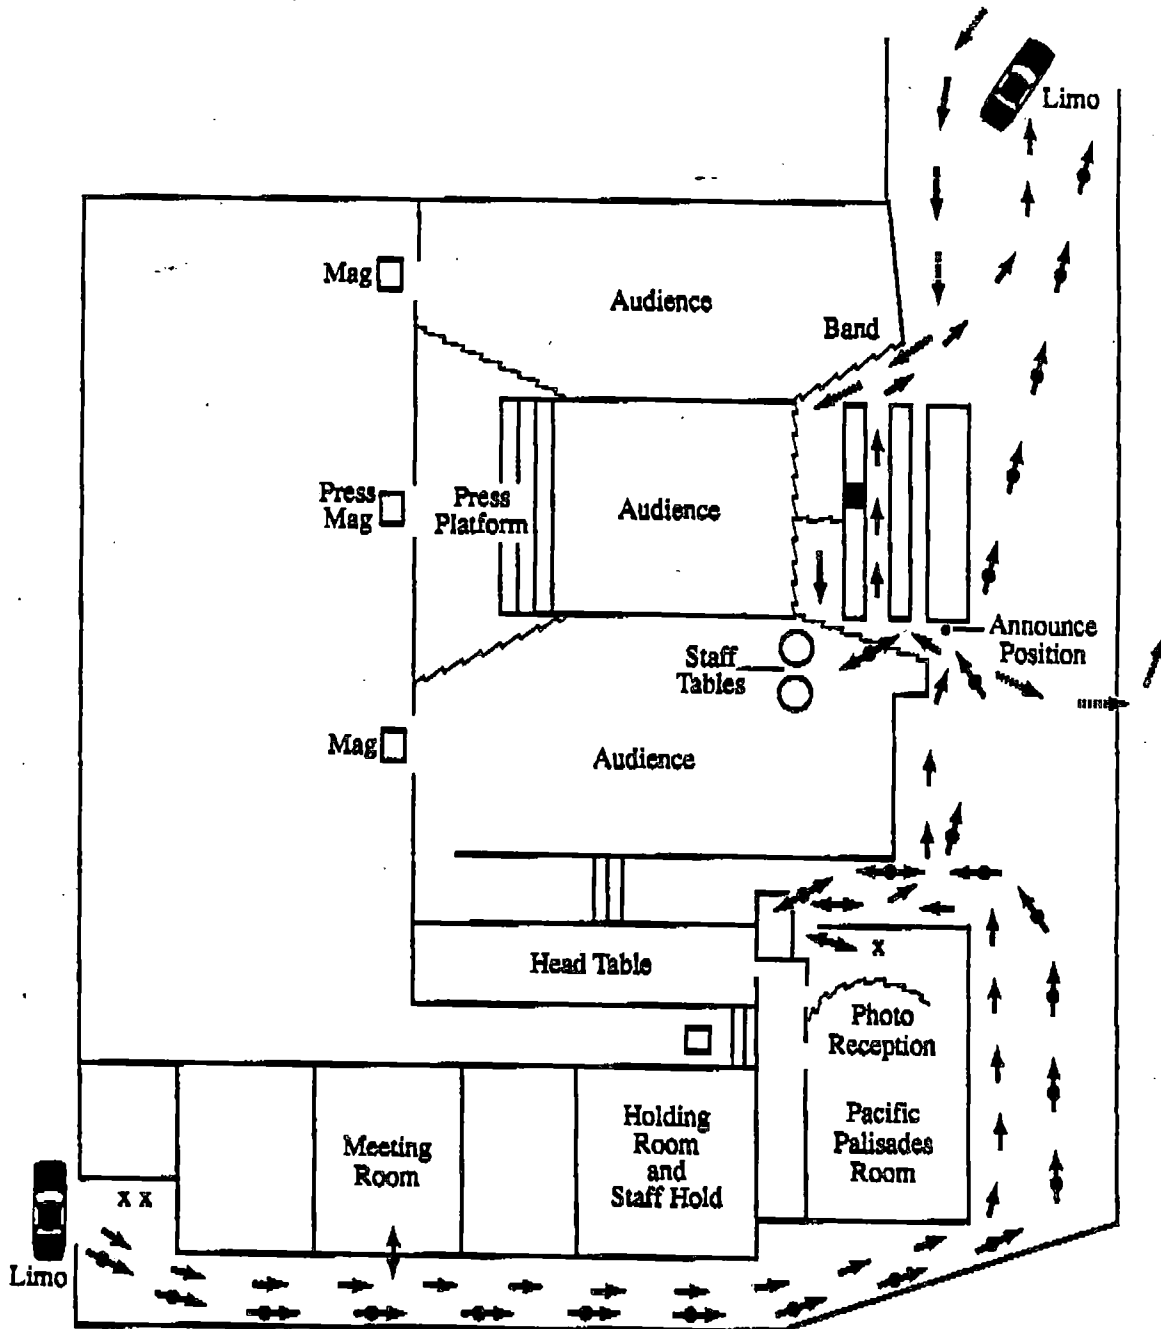 Limo
Mag
Audience
Band
Press
Mag
Press
Platform
Audience
Announce
Position
Staff
Tables
Mag
Audience
x
Head Table
Photo
Reception
Holding
Room
and
Staff Hold
Pacific
Palisades
Room
Meeting
Room
x x
Limo